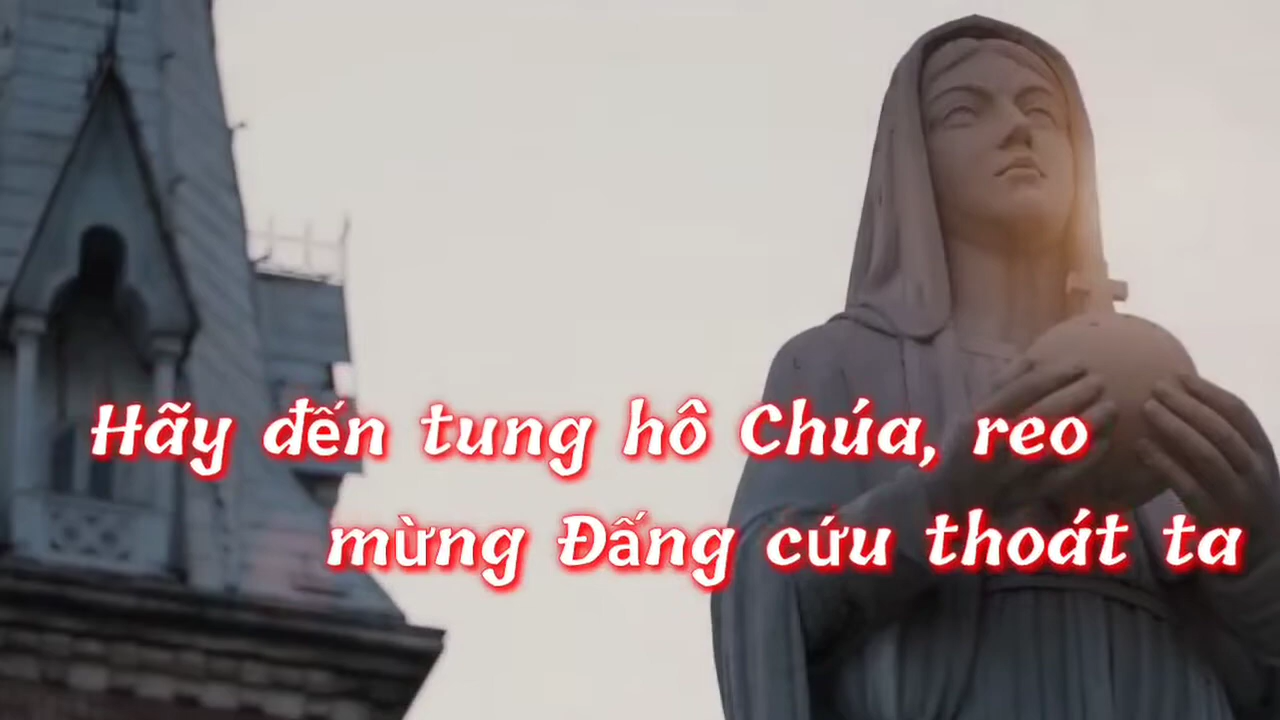 Hãy đến tung hô Chúa, reo
mừng Đấng cứu thoát ta